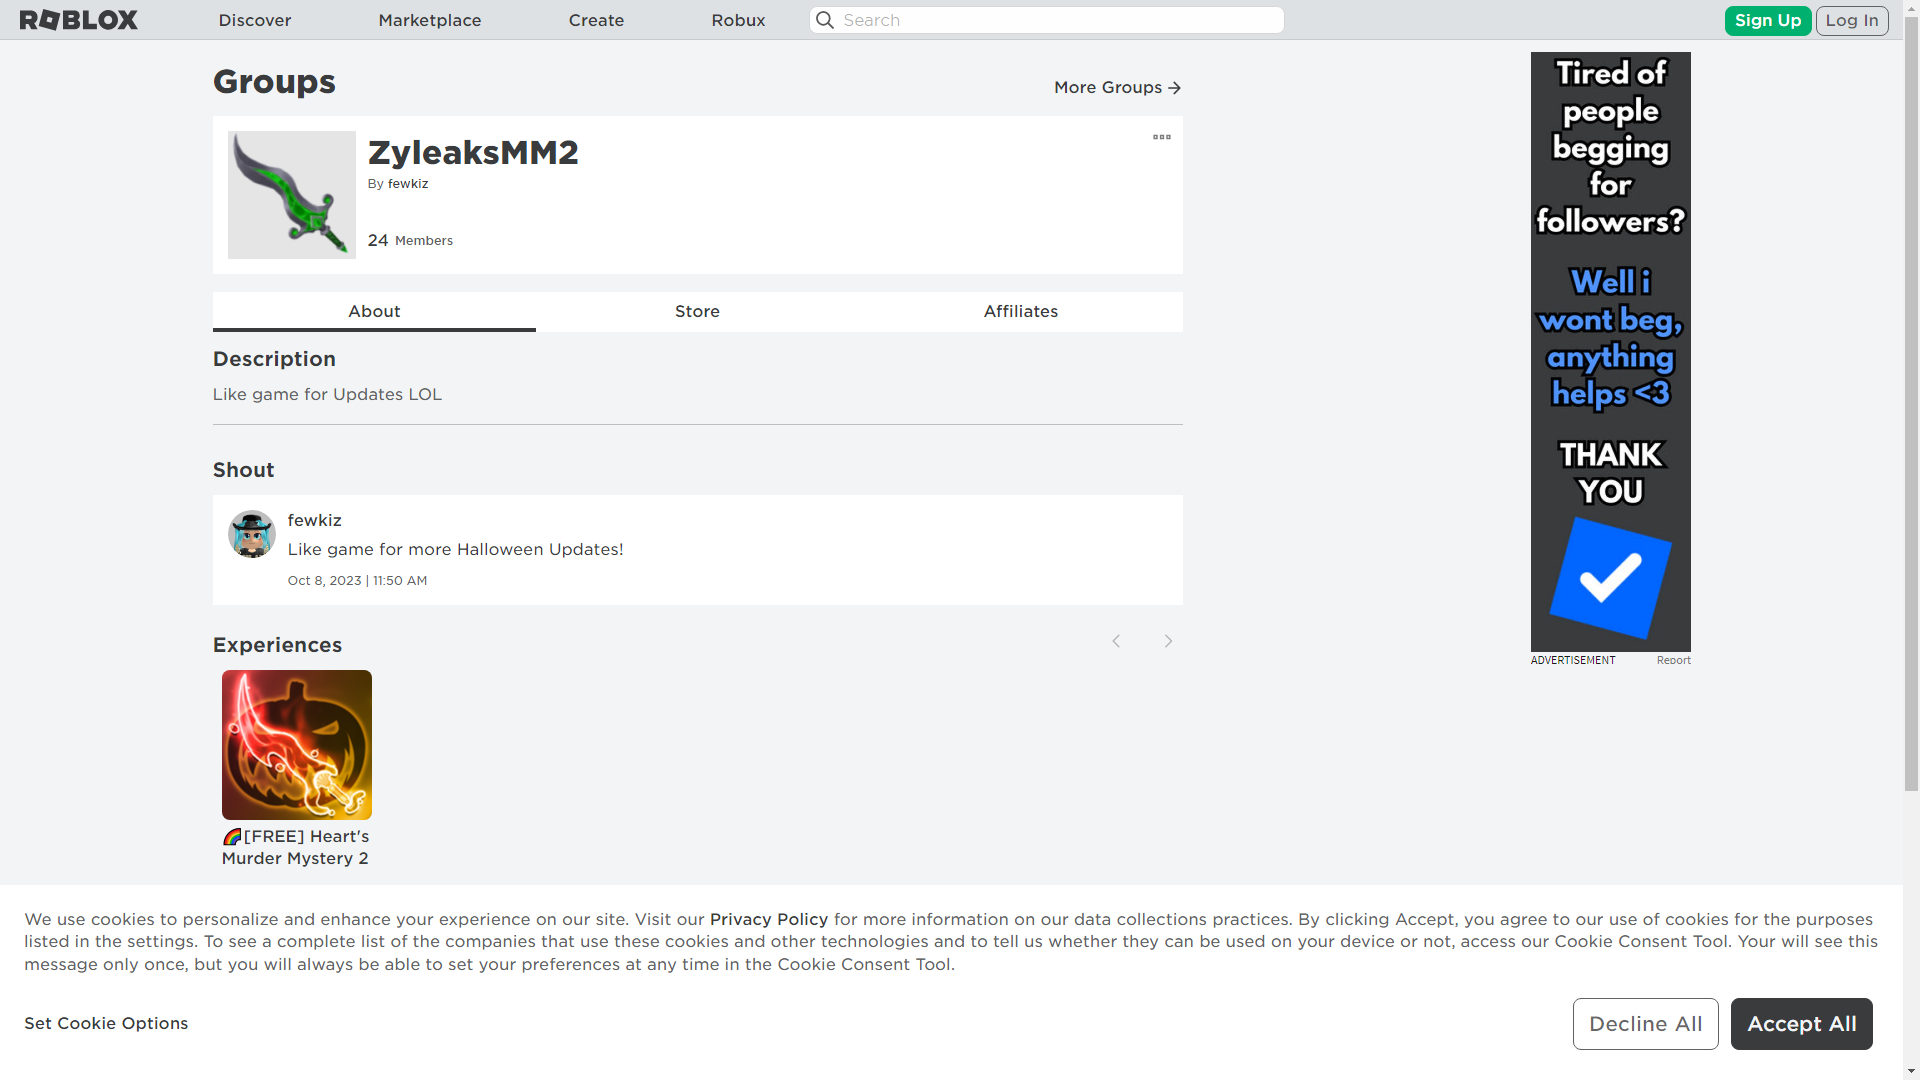 ROBLOX
Discover
Marketplace
Create
Robux
Search
Sign Up
Log In
Groups
More Groups
ZyleaksMM2
By fewkiz
24 Members
About
Store
Affiliates
Description
Like game for Updates LOL
Shout
fewkiz
Like game for more Halloween Updates!
Oct 8, 2023 | 11:50 AM
Experiences
[FREE] Heart's
Murder Mystery 2
Tired of
people
begging
for
followers?
Well i
wont beg,
anything
helps <3
THANK
YOU
ADVERTISEMENT
Report
We use cookies to personalize and enhance your experience on our site. Visit our Privacy Policy for more information on our data collections practices. By clicking Accept, you agree to our use of cookies for the purposes
listed in the settings. To see a complete list of the companies that use these cookies and other technologies and to tell us whether they can be used on your device or not, access our Cookie Consent Tool. Your will see this
message only once, but you will always be able to set your preferences at any time in the Cookie Consent Tool.
Set Cookie Options
Decline All
Accept All